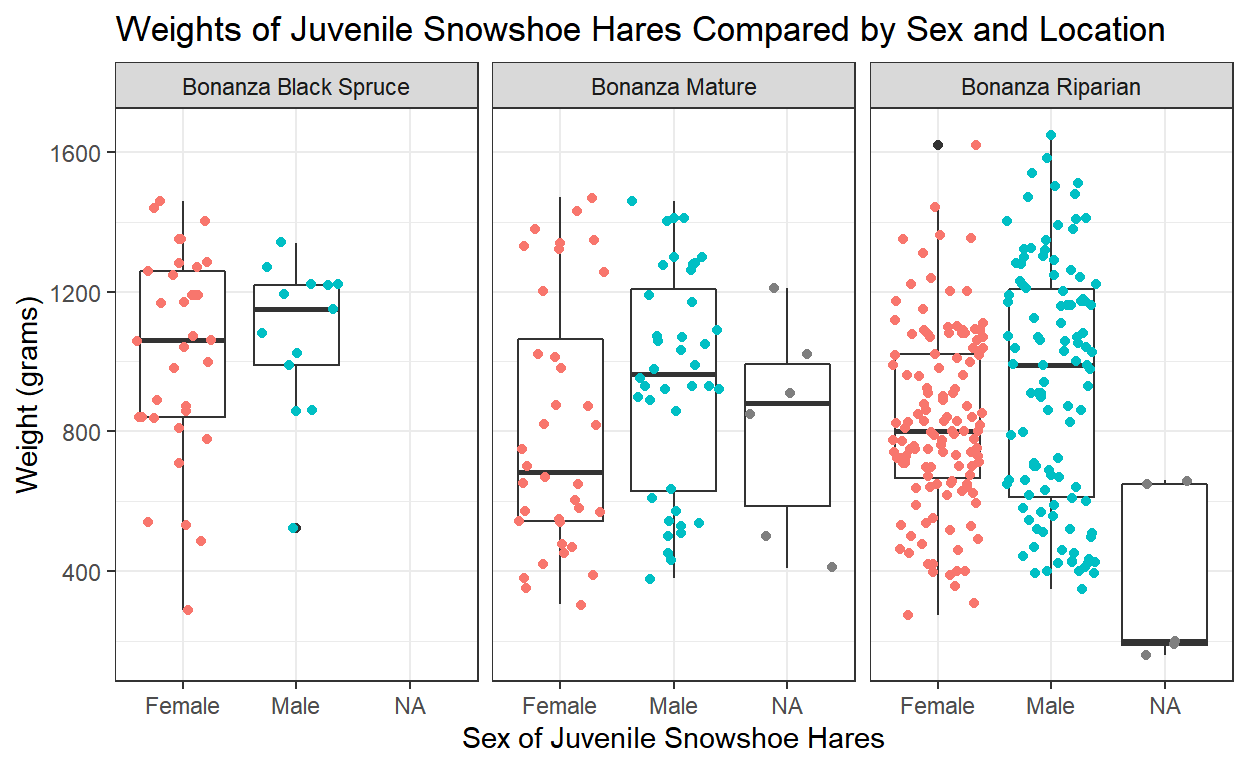 Weights of Juvenile Snowshoe Hares Compared by Sex and Location
Bonanza Black Spruce
Bonanza Mature
Bonanza Riparian
Weight (grams)
1600
1200
800
400
Female Male NA
Female Male NA
Female Male NA
Sex of Juvenile Snowshoe Hares